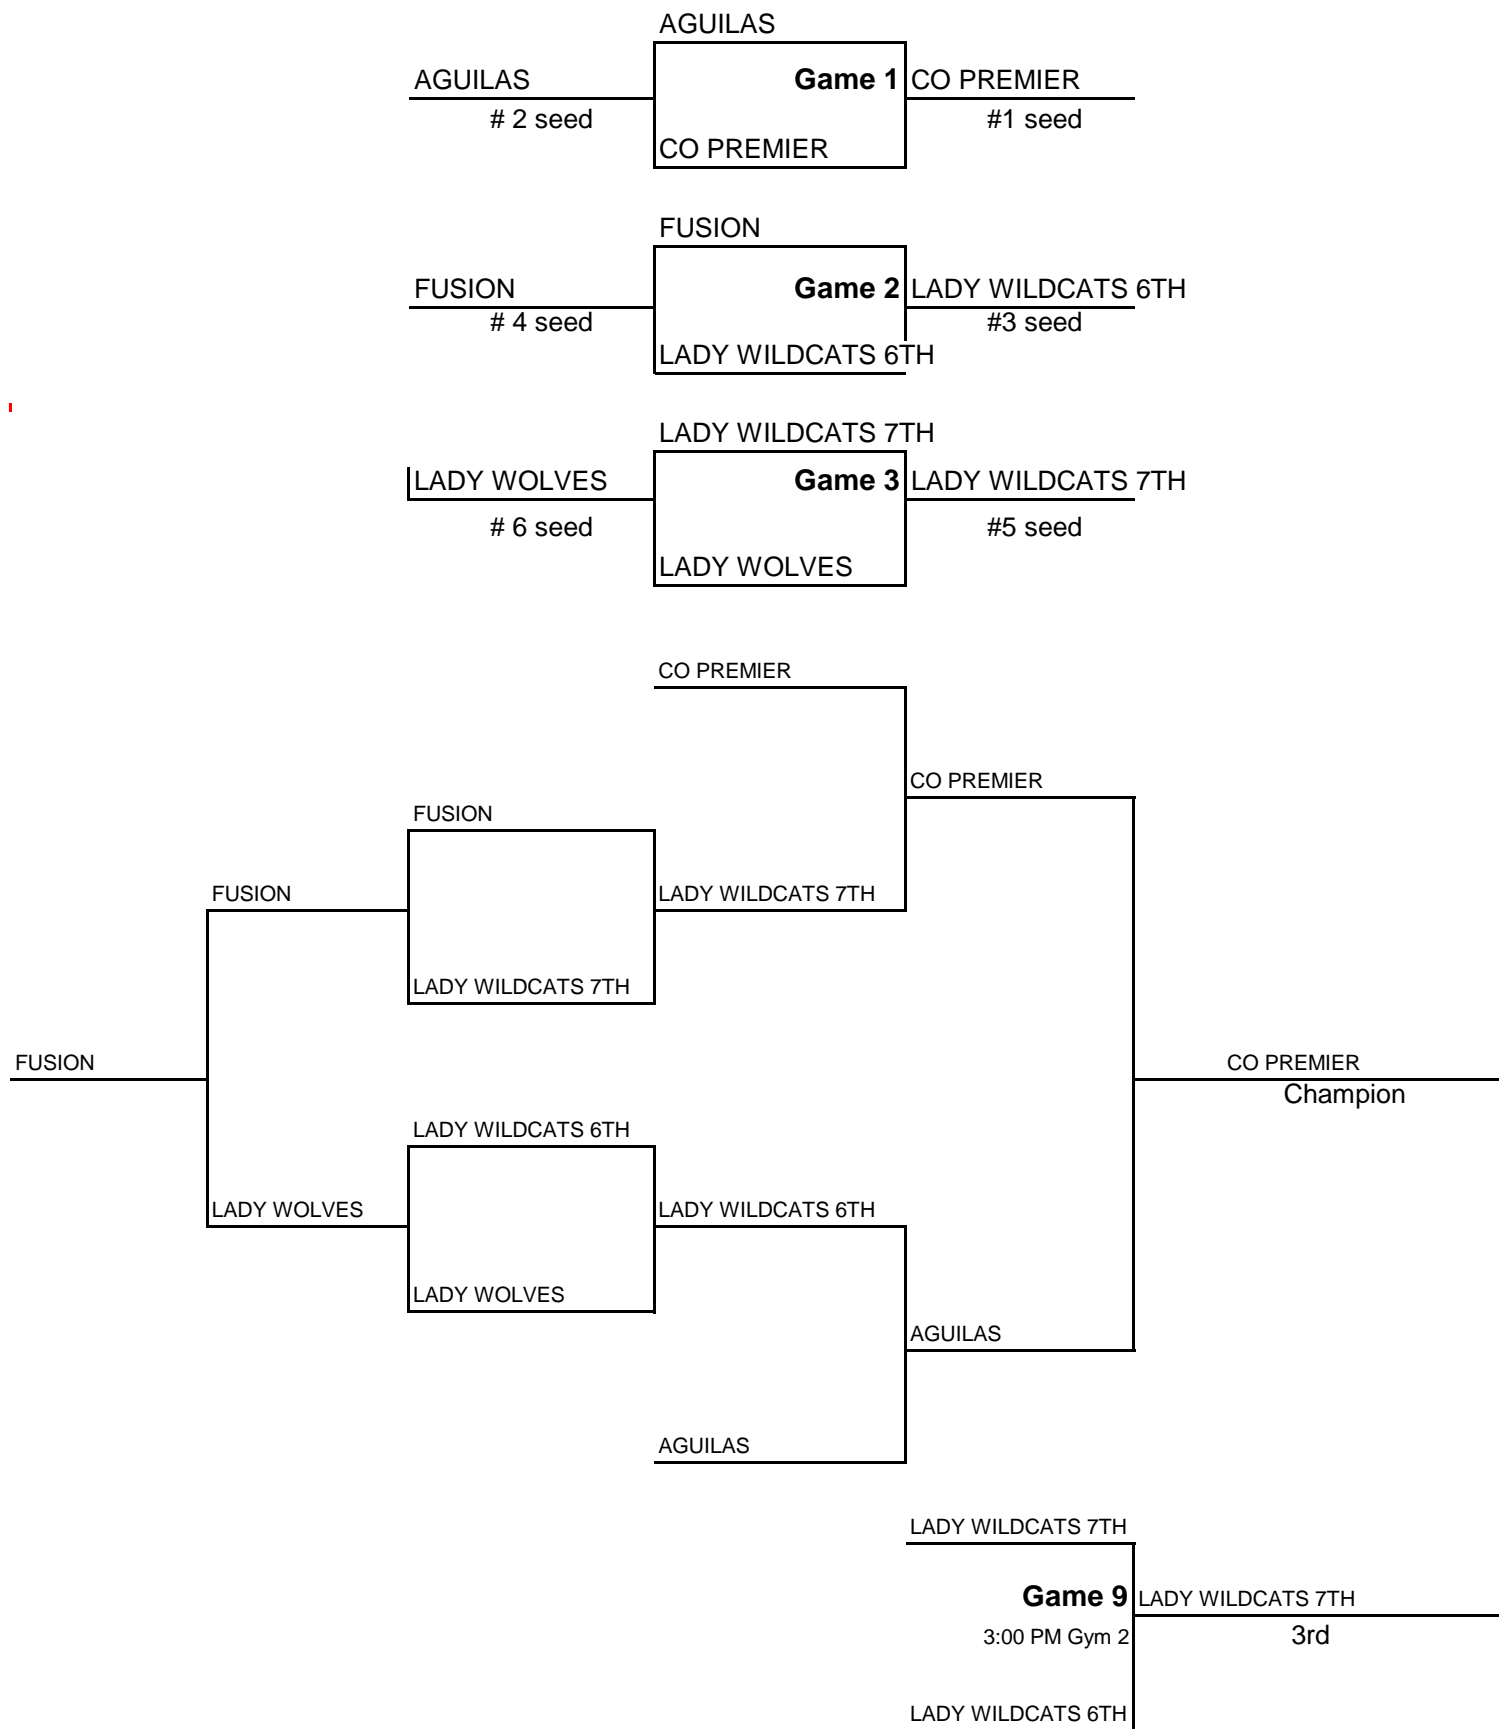 AGUILAS
AGUILAS
Game 1
CO PREMIER
# 2 seed
#1 seed
CO PREMIER
FUSION
FUSION
Game 2
LADY WILDCATS 6TH
# 4 seed
#3 seed
LADY WILDCATS 6TH
LADY WILDCATS 7TH
LADY WOLVES
Game 3
LADY WILDCATS 7TH
# 6 seed
#5 seed
LADY WOLVES
CO PREMIER
CO PREMIER
FUSION
FUSION
LADY WILDCATS 7TH
LADY WILDCATS 7TH
FUSION
CO PREMIER
Champion
LADY WILDCATS 6TH
LADY WOLVES
LADY WILDCATS 6TH
LADY WOLVES
AGUILAS
AGUILAS
LADY WILDCATS 7TH
Game 9
LADY WILDCATS 7TH
3:00 PM Gym 2
3rd
LADY WILDCATS 6TH